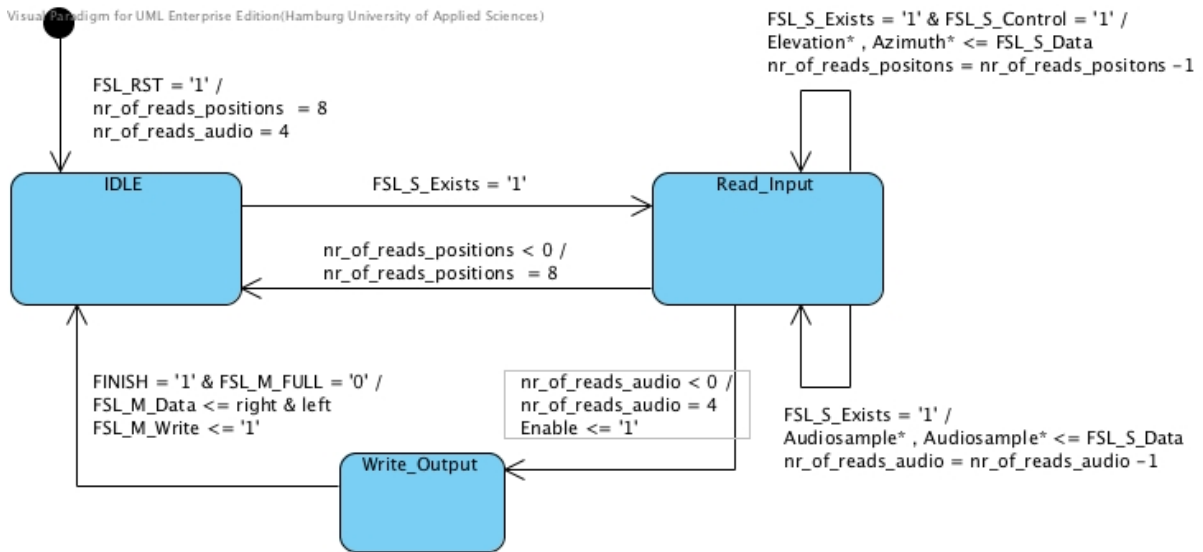 Visual Paradigm for UML Enterprise Edition(Hamburg University of Applied Sciences)
FSL_S_Exists = '1' & FSL_S_Control = '1' /
Elevation* , Azimuth* <= FSL_S_Data
nr_of_reads_positons = nr_of_reads_positons -1
FSL_RST = '1' /
nr_of_reads_positions = 8
nr_of_reads_audio = 4
IDLE
FSL_S_Exists = '1'
Read_Input
nr_of_reads_positions < 0 /
nr_of_reads_positions = 8
FINISH = '1' & FSL_M_FULL = '0' /
FSL_M_Data <= right & left
FSL_M_Write <= '1'
nr_of_reads_audio < 0 /
nr_of_reads_audio = 4
Enable <= '1'
FSL_S_Exists = '1' /
Audiosample* , Audiosample* <= FSL_S_Data
nr_of_reads_audio = nr_of_reads_audio -1
Write_Output